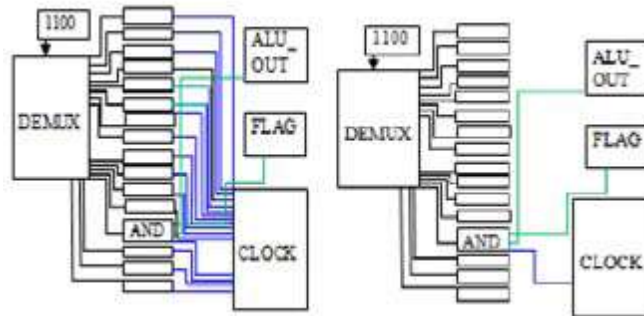 1100
ALU_
OUT
DEMUX
FLAG
AND
CLOCK
1100
ALU_
OUT
DEMUX
FLAG
AND
CLOCK